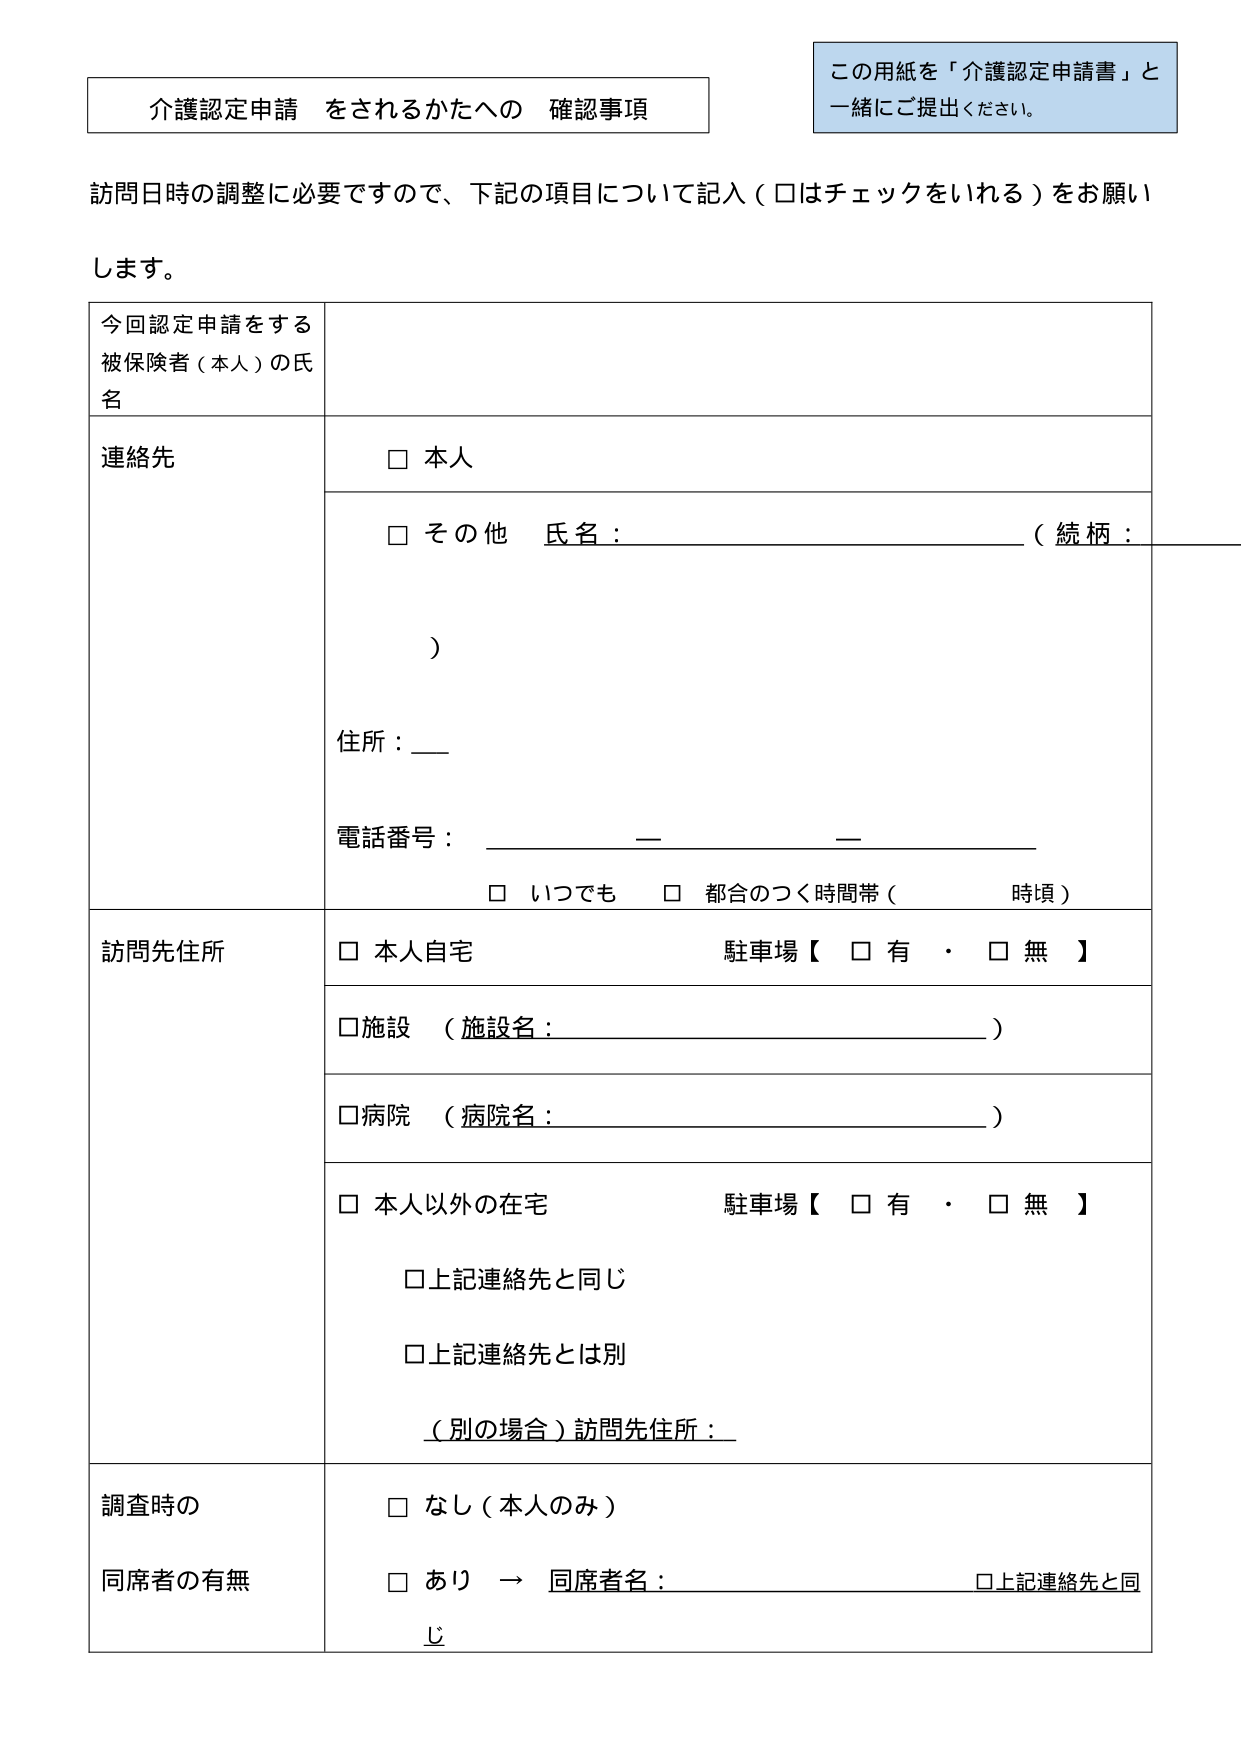 この用紙を「介護認定申請書」と
一緒にご提出ください。
介護認定申請　をされるかたへの　確認事項
訪問日時の調整に必要ですので、下記の項目について記入(□はチェックをいれる)をお願い
します。
今回認定申請をする
被保険者(本人)の氏
名
連絡先
□ 本人
□ その他　氏名：　　　　　　　　　　　　(続柄：
)
住所：
電話番号：　　　　　　―　　　　　　　―
□ いつでも　□ 都合のつく時間帯(　　　　　時頃)
訪問先住所
□ 本人自宅　　　　　　　　　　駐車場【　□ 有　・　□ 無　】
□施設　(施設名：　　　　　　　　　　　　　　　　　)
□病院　(病院名：　　　　　　　　　　　　　　　　　)
□ 本人以外の在宅　　　　　　　駐車場【　□ 有　・　□ 無　】
□上記連絡先と同じ
□上記連絡先とは別
(別の場合)訪問先住所：
調査時の
同席者の有無
□ なし(本人のみ)
□ あり　→　同席者名：　　　　　　　　　　　　□上記連絡先と同
じ